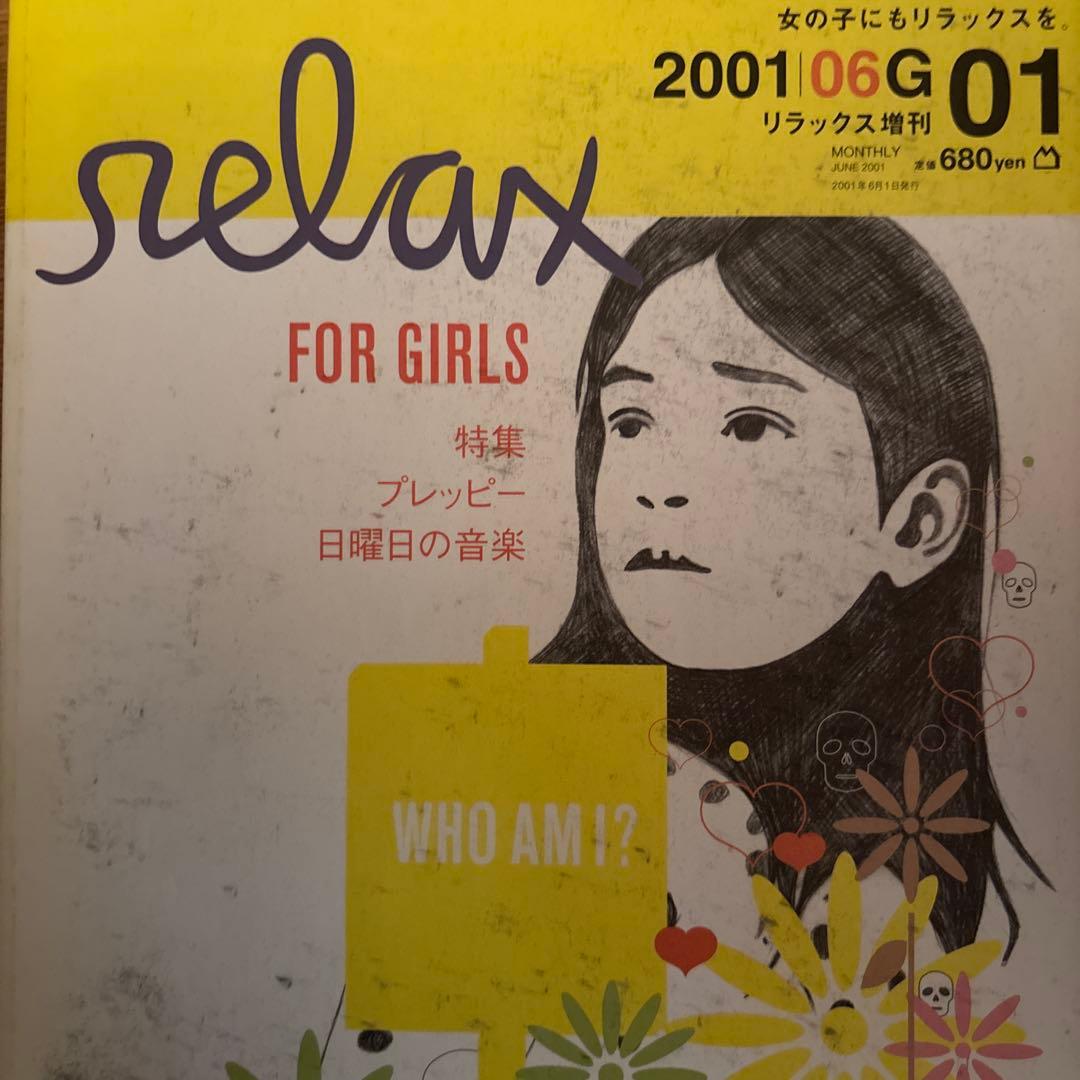 女の子にもリラックスを。
2001|06G 01
リラックス増刊
MONTHLY
JUNE 2001
定価680yen
2001年6月1日発行
relax
FOR GIRLS
特集
プレッピー
日曜日の音楽
WHO AM I?